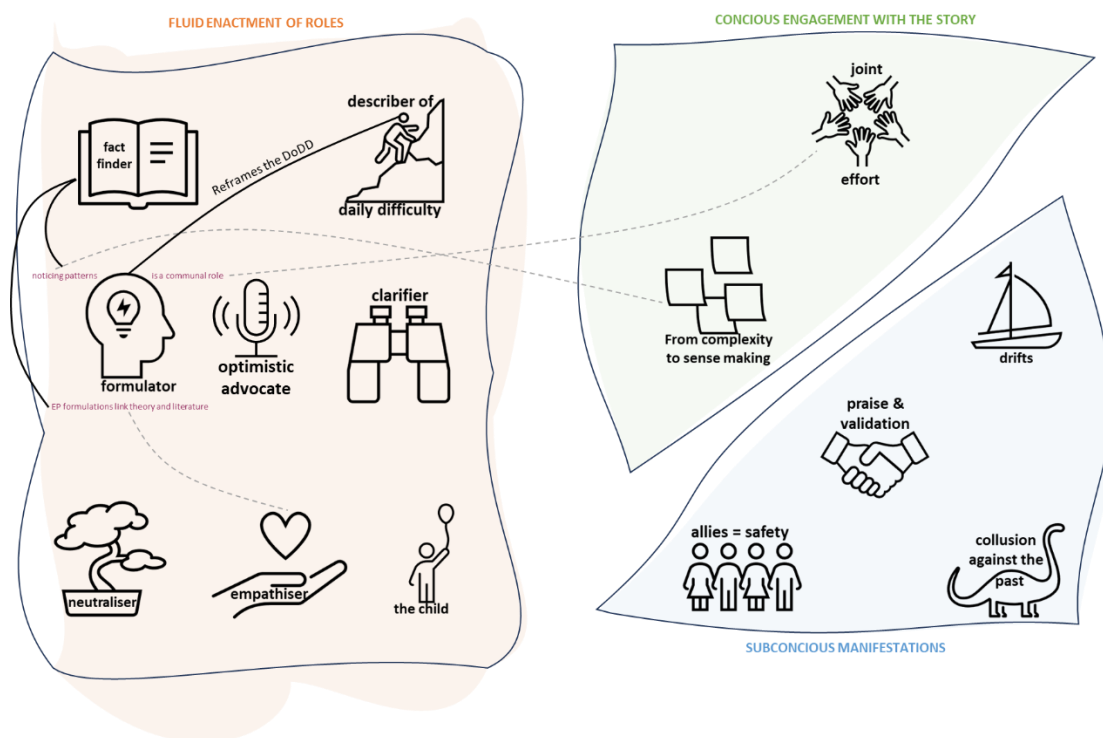 FLUID ENACTMENT OF ROLES
fact
finder
describer of
daily difficulty
Reframes the DoDD
noticing patterns
is a communal role
formulator
optimistic
advocate
clarifier
EP formulations link theory and literature
neutraliser
empathiser
the child
CONCIOUS ENGAGEMENT WITH THE STORY
joint
effort
From complexity
to sense making
drifts
praise &
validation
allies = safety
collusion
against the
past
SUBCONCIOUS MANIFESTATIONS